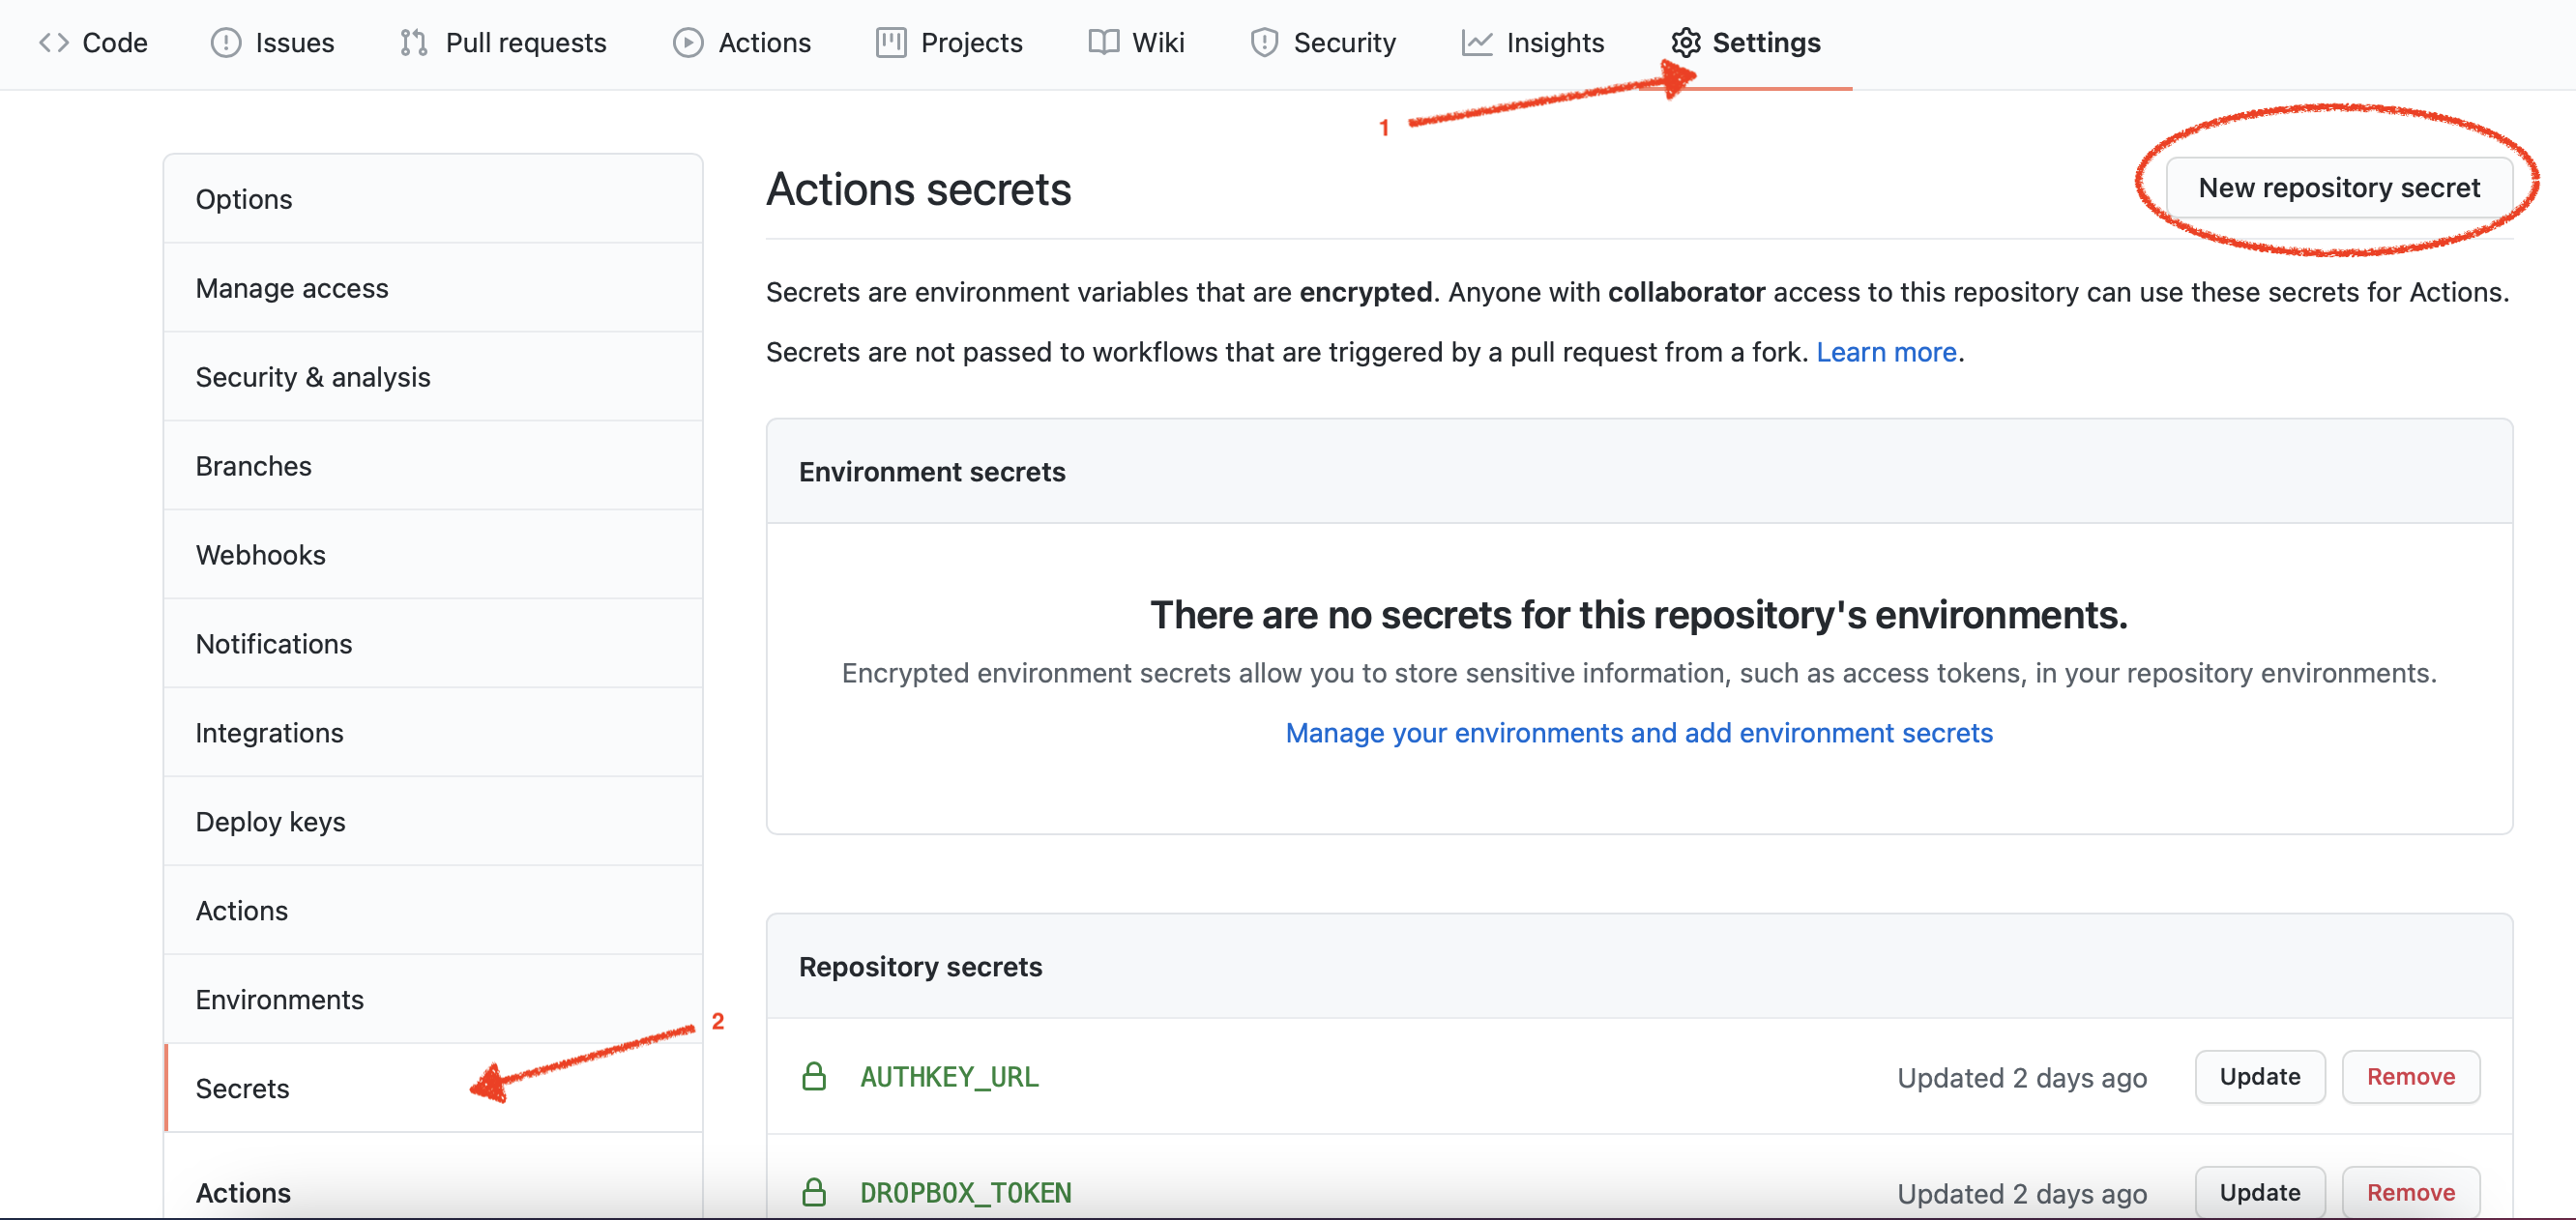 Code Issues Pull requests Actions Projects Wiki Security Insights Settings
1
Options
Manage access
Security & analysis
Branches
Webhooks
Notifications
Integrations
Deploy keys
Actions
Environments
2
Secrets
Actions
Actions secrets
New repository secret
Secrets are environment variables that are encrypted. Anyone with collaborator access to this repository can use these secrets for Actions.
Secrets are not passed to workflows that are triggered by a pull request from a fork. Learn more.
Environment secrets
There are no secrets for this repository's environments.
Encrypted environment secrets allow you to store sensitive information, such as access tokens, in your repository environments.
Manage your environments and add environment secrets
Repository secrets
AUTHKEY_URL Updated 2 days ago Update Remove
DROPBOX_TOKEN Updated 2 days ago Update Remove